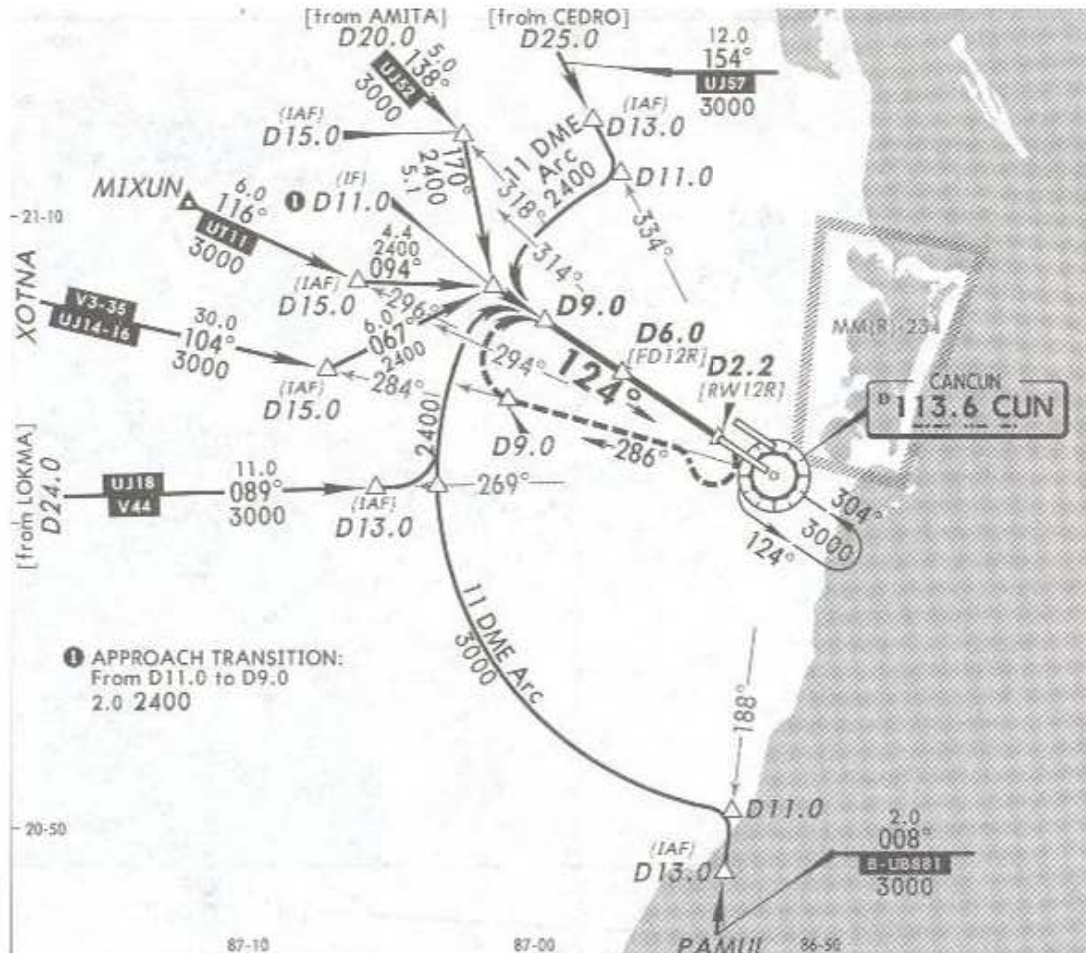 [from AMITA]
D20.0
5.0
138°
UJ52
3000
[from CEDRO]
D25.0
12.0
154°
UJ57
3000
(IAF)
D15.0
(IAF)
D13.0
11 DME
Arc
2400
D11.0
170°
2400
5.1
318°
314°
334°
MIXUN
6.0
116°
UT11
3000
(IF)
❶ D11.0
21-10
4.4
2400
094°
(IAF)
D15.0
296°
D9.0
XOTNA
V3-35
UJ14-16
30.0
104°
3000
6.0
067°
2400
294°
284°
(IAF)
D15.0
124°
D6.0
[FD12R]
D2.2
[RW12R]
MM(R) 234
CANCUN
D 113.6 CUN
D9.0
286°
2400
[from LOKMA]
D24.0
UJ18
V44
11.0
089°
3000
(IAF)
D13.0
269°
304°
3000
124°
11 DME Arc
3000
❶ APPROACH TRANSITION:
From D11.0 to D9.0
2.0 2400
188°
D11.0
20-50
2.0
008°
B-UB881
3000
(IAF)
D13.0
PAMUL
87-10
87-00
86-50